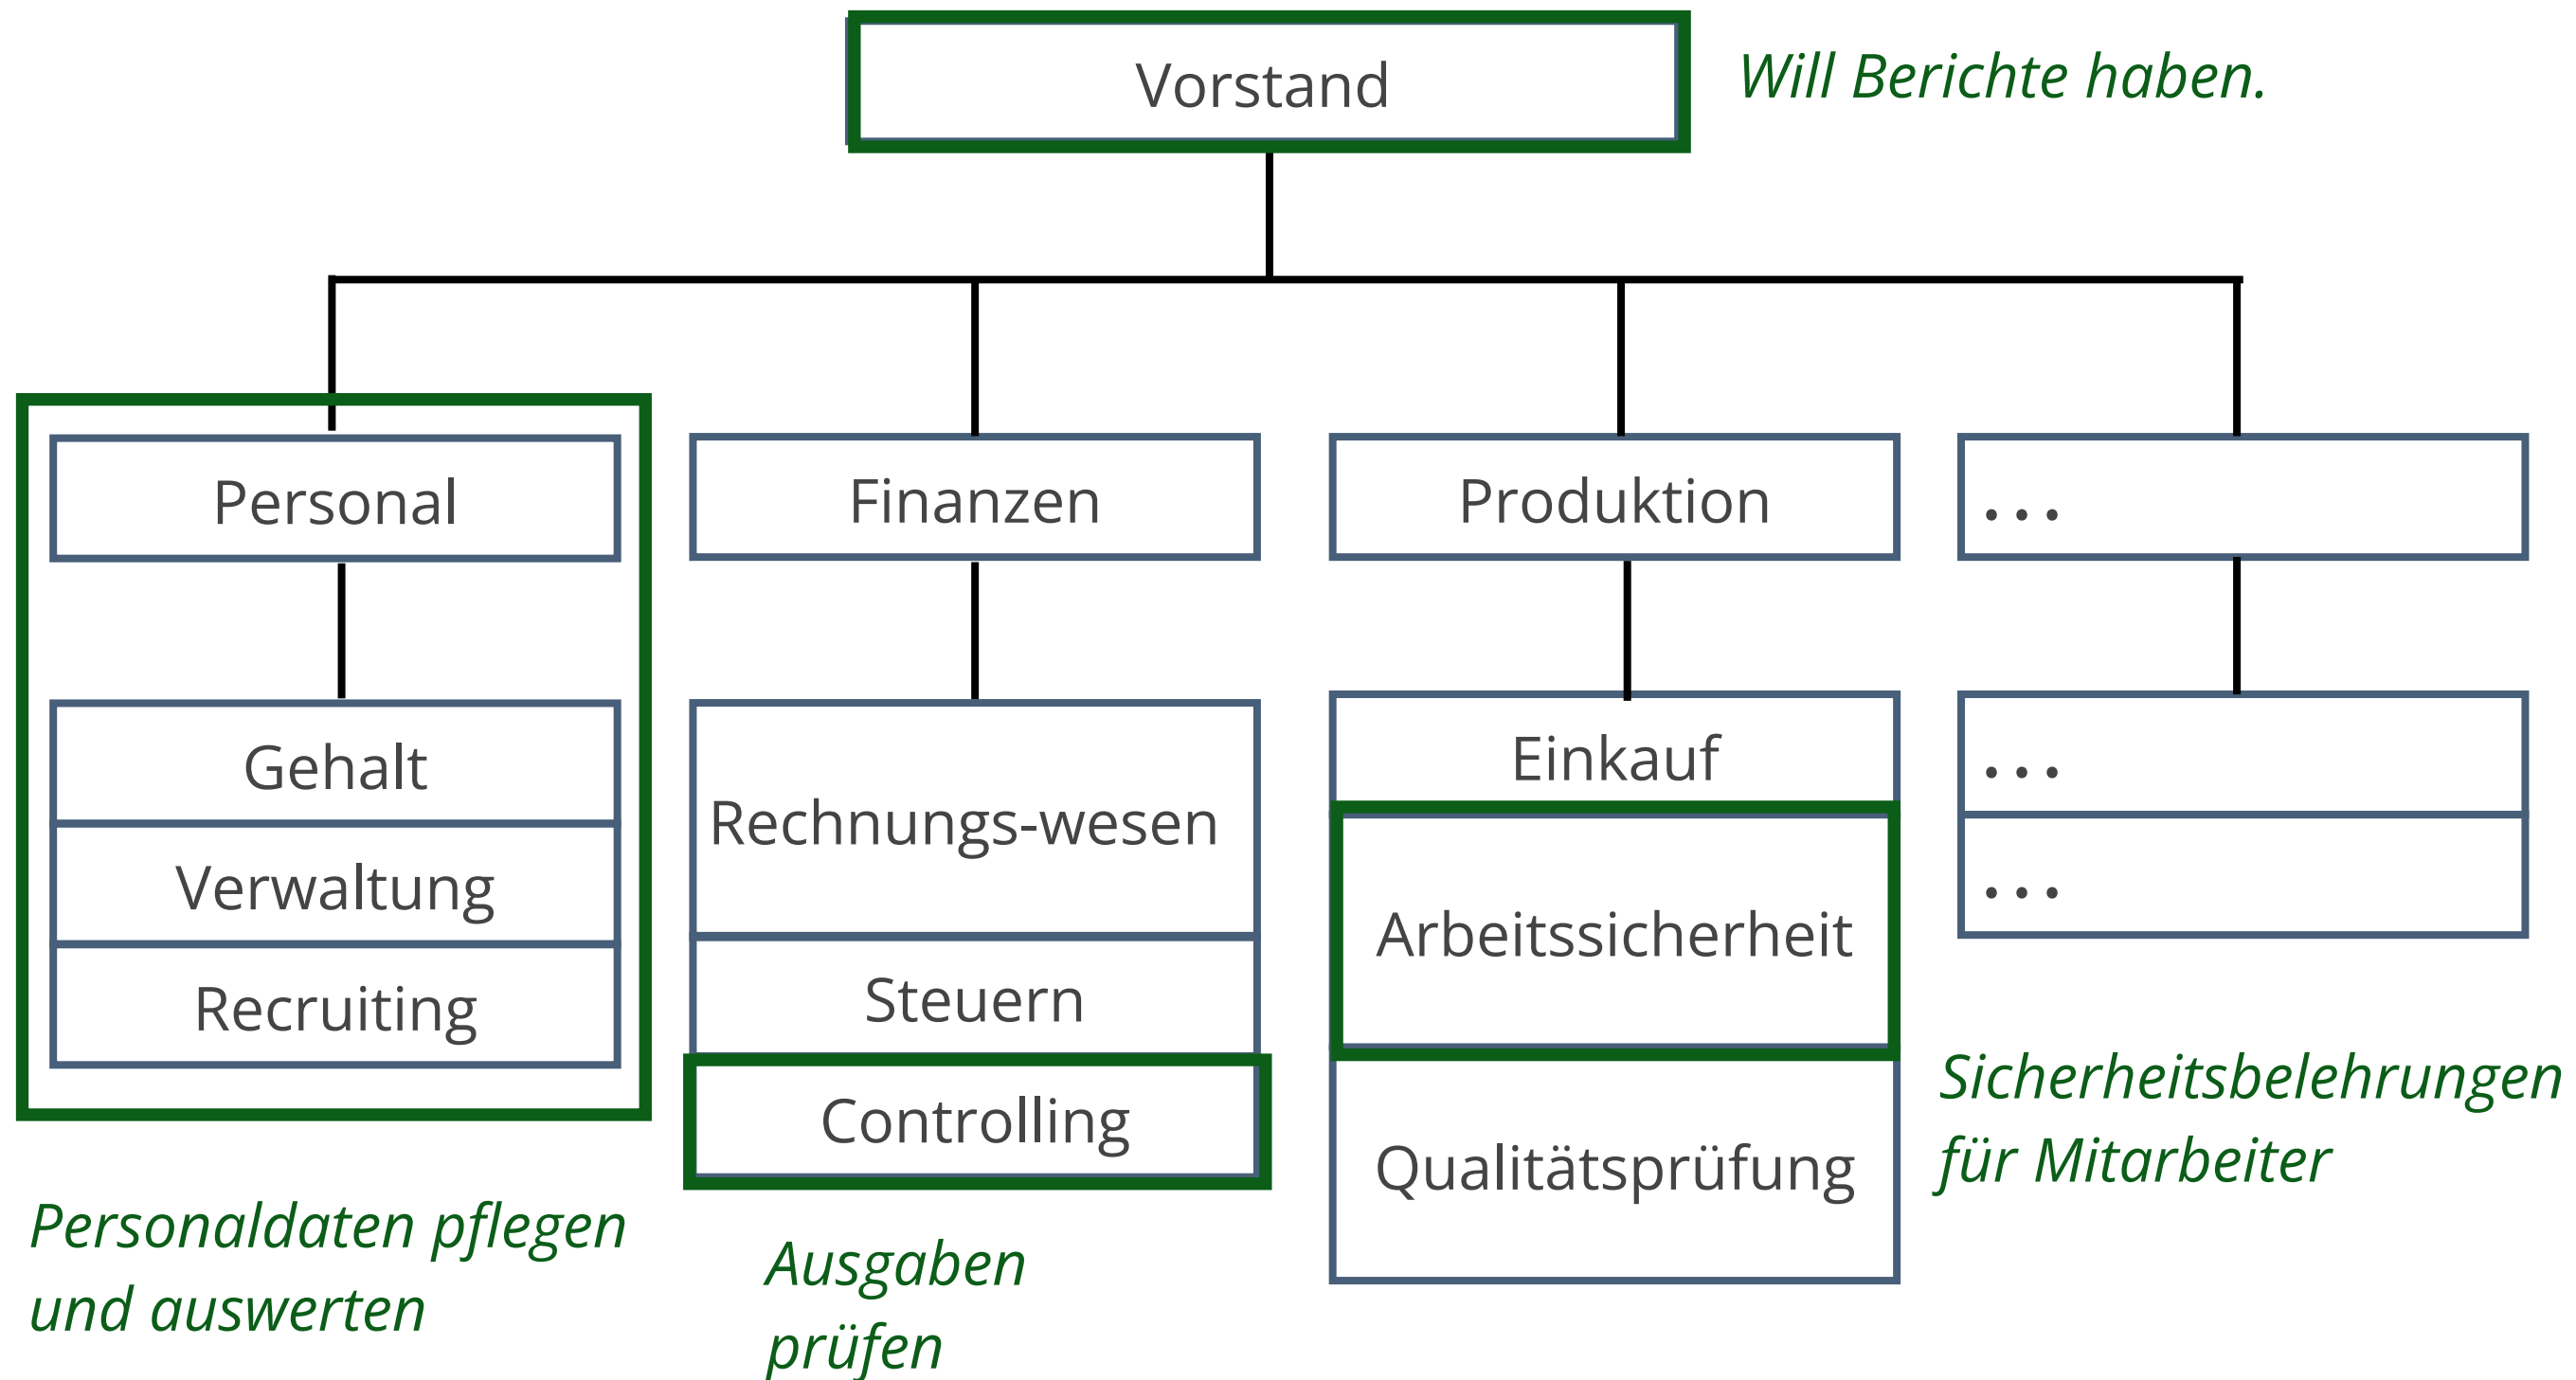 Vorstand
Will Berichte haben.
Personal
Finanzen
Produktion
...
Gehalt
Verwaltung
Recruiting
Rechnungs-wesen
Steuern
Controlling
Einkauf
Arbeitssicherheit
Qualitätsprüfung
...
...
Personaldaten pflegen
und auswerten
Ausgaben
prüfen
Sicherheitsbelehrungen
für Mitarbeiter